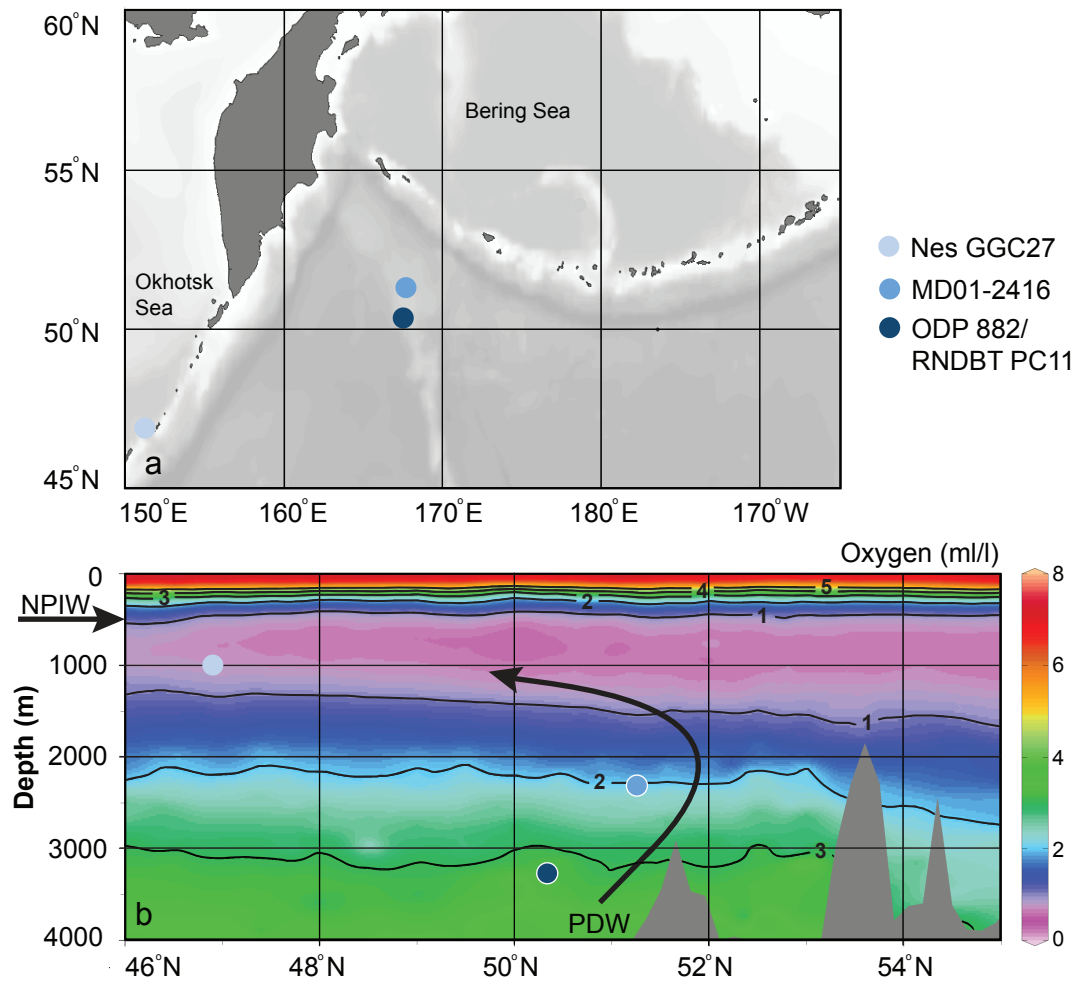 60°N
55°N
50°N
45°N
Bering Sea
Okhotsk
Sea
a
150°E 160°E 170°E 180°E 170°W
Nes GGC27
MD01-2416
ODP 882/
RNDBT PC11
Oxygen (ml/l)
NPIW
0
1000
2000
3000
4000
Depth (m)
3 2 4 5
1
1
2
3
PDW
b
46°N 48°N 50°N 52°N 54°N
8
6
4
2
0